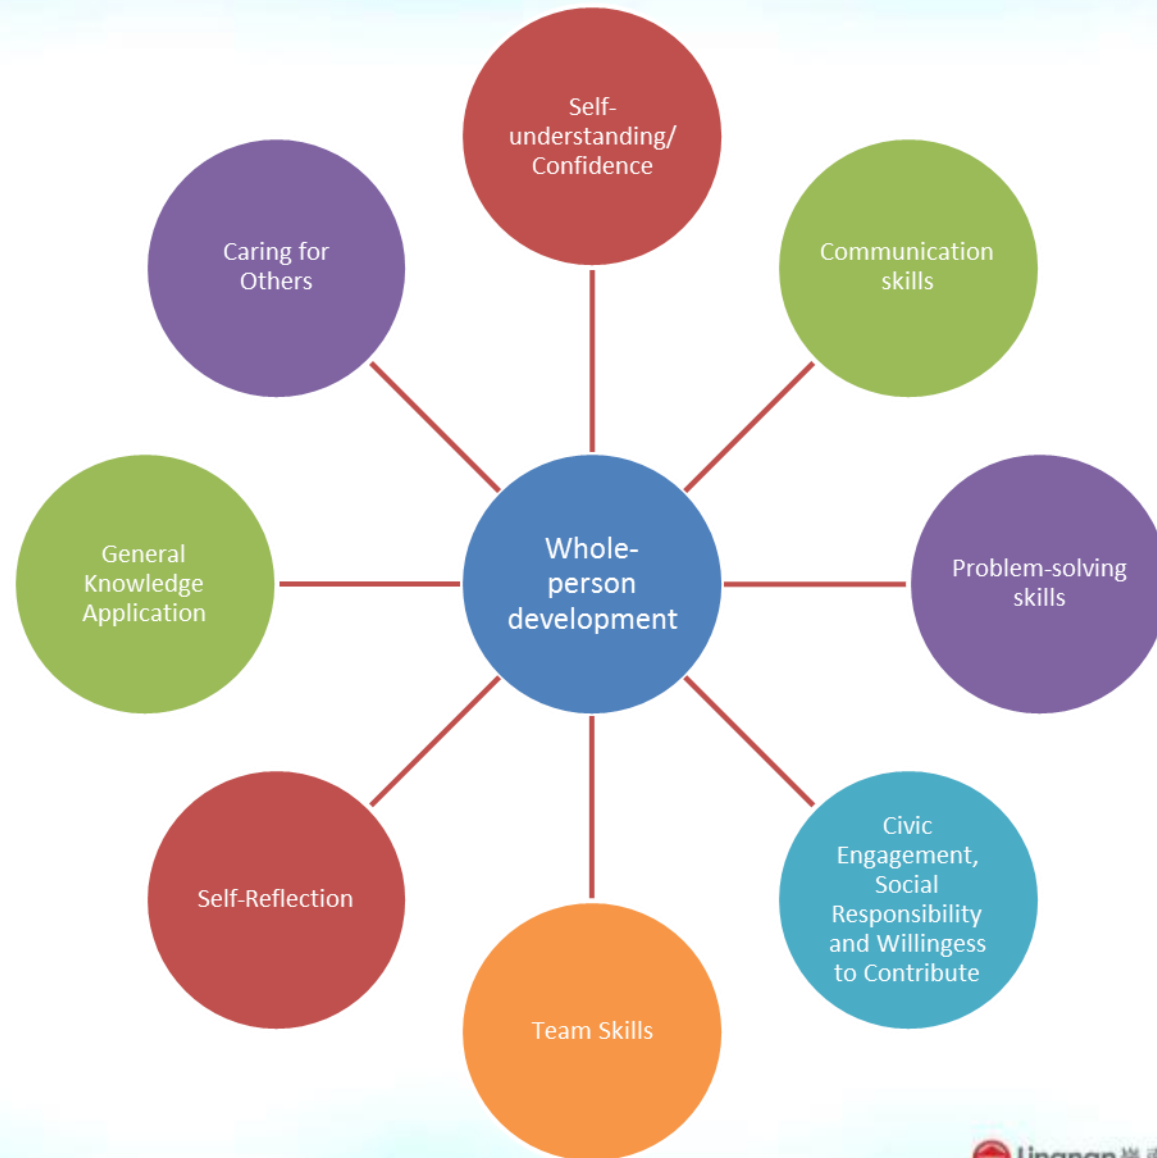 Self-
understanding/
Confidence
Communication
skills
Problem-solving
skills
Civic
Engagement,
Social
Responsibility
and Willingess
to Contribute
Team Skills
Self-Reflection
General
Knowledge
Application
Caring for
Others
Whole-
person
development
Lingnan